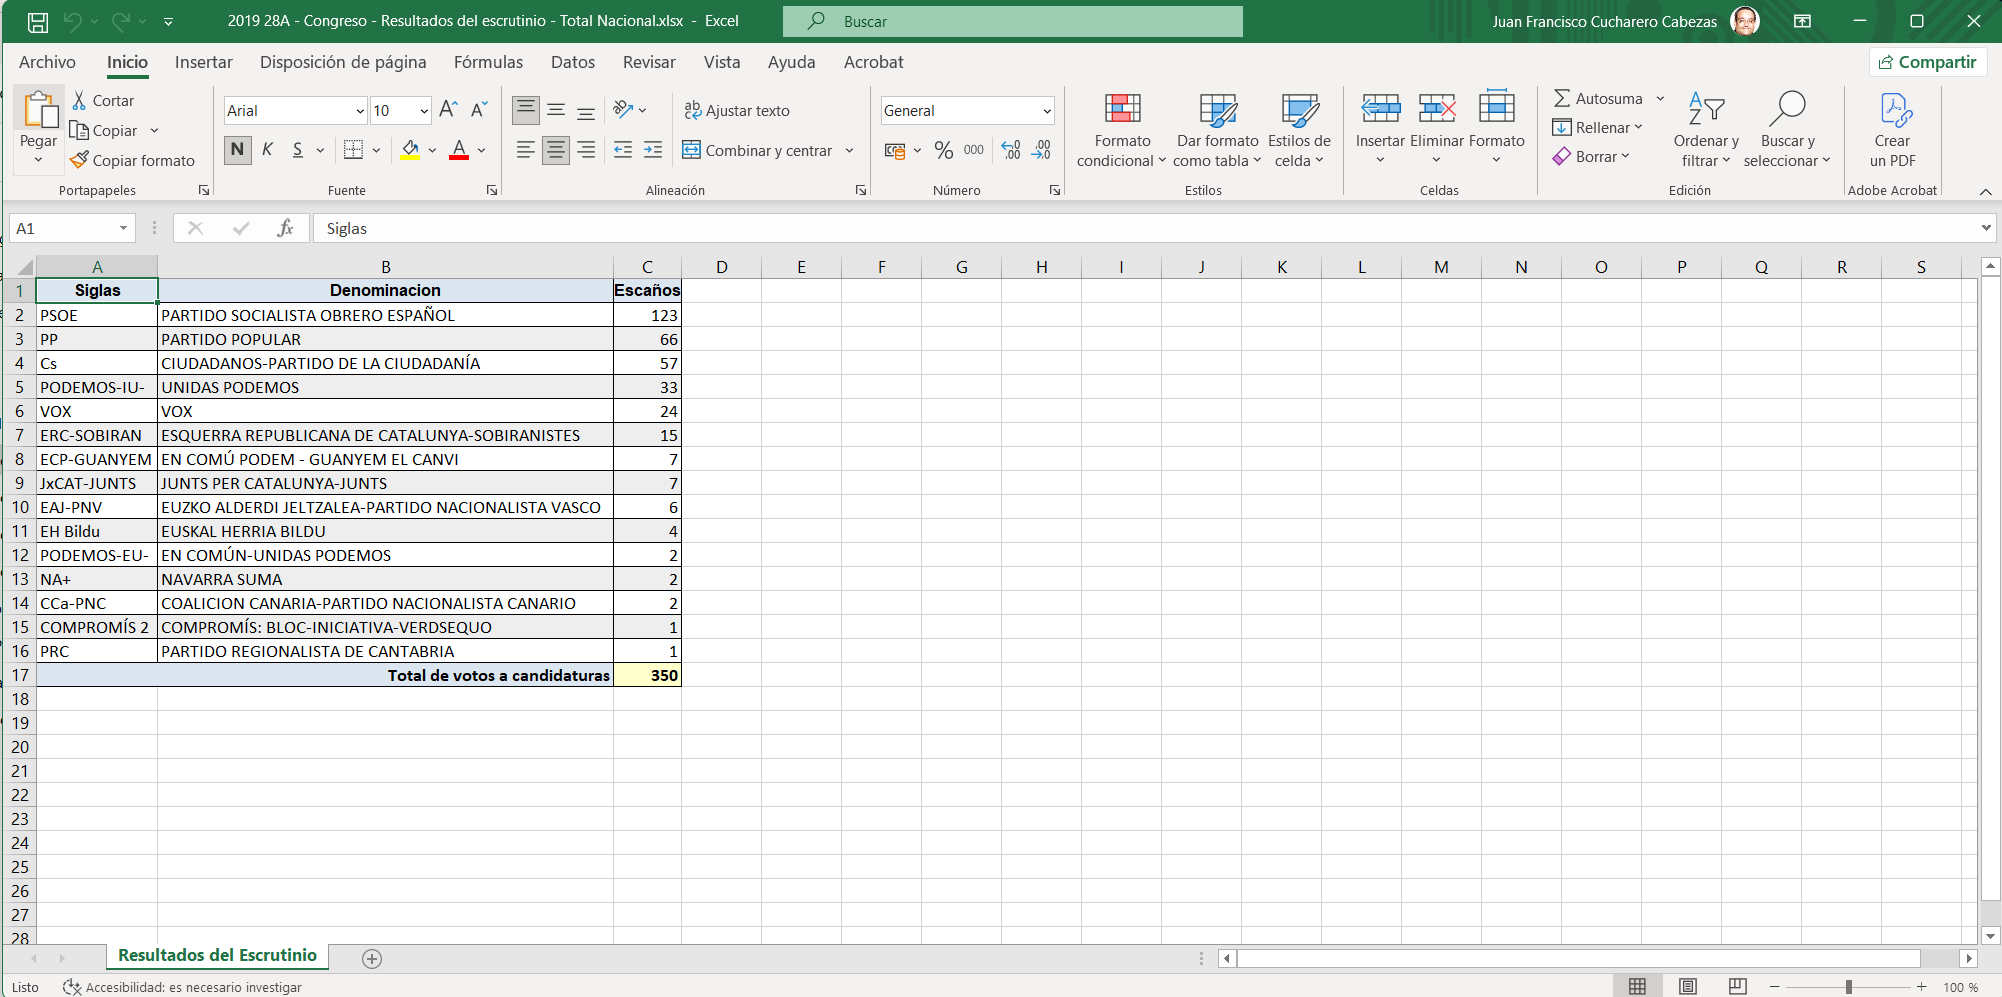 2019 28A - Congreso - Resultados del escrutinio - Total Nacional.xlsx - Excel
Buscar
Juan Francisco Cucharero Cabezas
Archivo Inicio Insertar Disposición de página Fórmulas Datos Revisar Vista Ayuda Acrobat
Compartir
Pegar
Cortar
Copiar
Copiar formato
Portapapeles
Arial 10
N K S
Fuente
Ajustar texto
Combinar y centrar
Alineación
General
% 000
Número
Formato condicional
Dar formato como tabla
Estilos de celda
Estilos
Insertar Eliminar Formato
Celdas
Autosuma
Rellenar
Borrar
Ordenar y filtrar
Buscar y seleccionar
Edición
Crear un PDF
Adobe Acrobat
A1 fx Siglas
A B C D E F G H I J K L M N O P Q R S
1 Siglas Denominacion Escaños
2 PSOE PARTIDO SOCIALISTA OBRERO ESPAÑOL 123
3 PP PARTIDO POPULAR 66
4 Cs CIUDADANOS-PARTIDO DE LA CIUDADANÍA 57
5 PODEMOS-IU- UNIDAS PODEMOS 33
6 VOX VOX 24
7 ERC-SOBIRAN ESQUERRA REPUBLICANA DE CATALUNYA-SOBIRANISTES 15
8 ECP-GUANYEM EN COMÚ PODEM - GUANYEM EL CANVI 7
9 JxCAT-JUNTS JUNTS PER CATALUNYA-JUNTS 7
10 EAJ-PNV EUZKO ALDERDI JELTZALEA-PARTIDO NACIONALISTA VASCO 6
11 EH Bildu EUSKAL HERRIA BILDU 4
12 PODEMOS-EU- EN COMÚN-UNIDAS PODEMOS 2
13 NA+ NAVARRA SUMA 2
14 CCa-PNC COALICION CANARIA-PARTIDO NACIONALISTA CANARIO 2
15 COMPROMÍS 2 COMPROMÍS: BLOC-INICIATIVA-VERDSEQUO 1
16 PRC PARTIDO REGIONALISTA DE CANTABRIA 1
17 Total de votos a candidaturas 350
18
19
20
21
22
23
24
25
26
27
28
Resultados del Escrutinio
Listo Accesibilidad: es necesario investigar
100 %